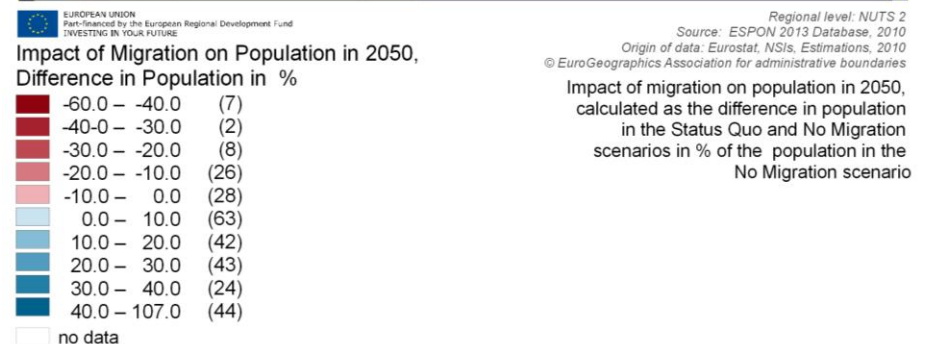 EUROPEAN UNION
Part-financed by the European Regional Development Fund
INVESTING IN YOUR FUTURE
Regional level: NUTS 2
Source: ESPON 2013 Database, 2010
Origin of data: Eurostat, NSIs, Estimations, 2010
© EuroGeographics Association for administrative boundaries
Impact of Migration on Population in 2050,
Difference in Population in %
-60.0 – -40.0 (7)
-40-0 – -30.0 (2)
-30.0 – -20.0 (8)
-20.0 – -10.0 (26)
-10.0 – 0.0 (28)
0.0 – 10.0 (63)
10.0 – 20.0 (42)
20.0 – 30.0 (43)
30.0 – 40.0 (24)
40.0 – 107.0 (44)
no data
Impact of migration on population in 2050,
calculated as the difference in population
in the Status Quo and No Migration
scenarios in % of the population in the
No Migration scenario